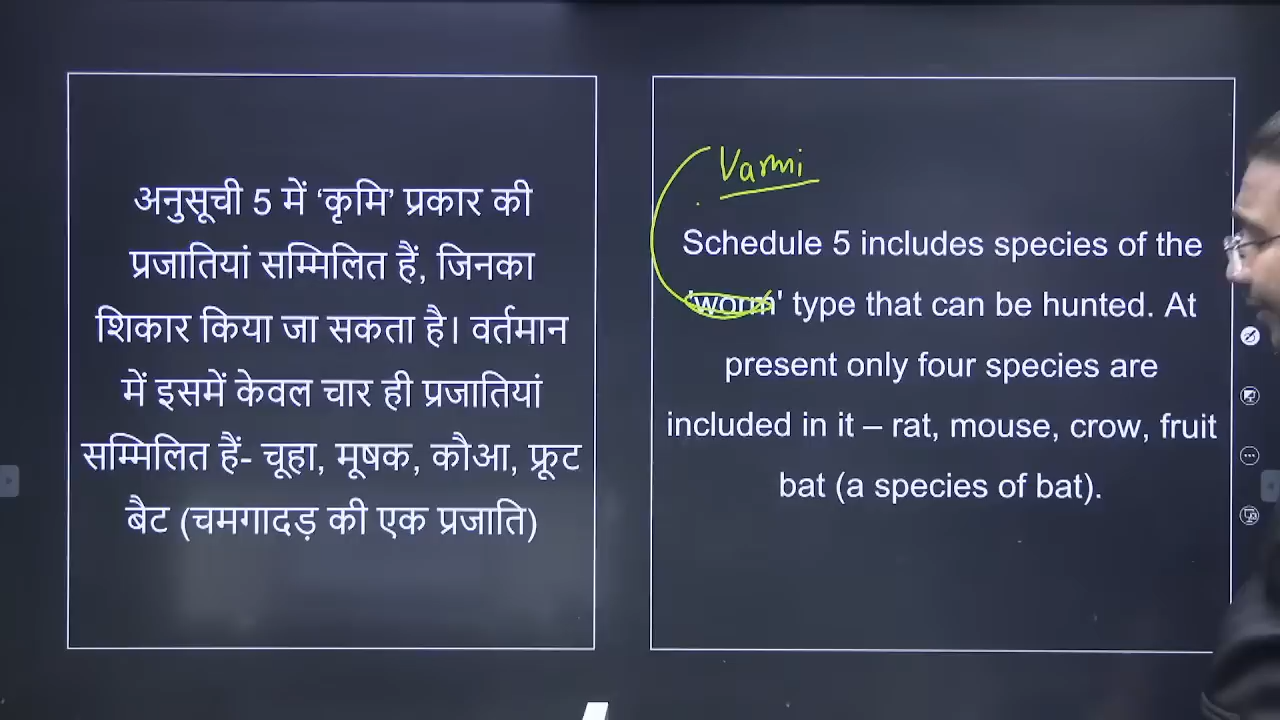 अनुसूची 5 में ‘कृमि’ प्रकार की
प्रजातियां सम्मिलित हैं, जिनका
शिकार किया जा सकता है। वर्तमान
में इसमें केवल चार ही प्रजातियां
सम्मिलित हैं- चूहा, मूषक, कौआ, फ्रूट
बैट (चमगादड़ की एक प्रजाति)
Varmi
Schedule 5 includes species of the
'worm' type that can be hunted. At
present only four species are
included in it – rat, mouse, crow, fruit
bat (a species of bat).